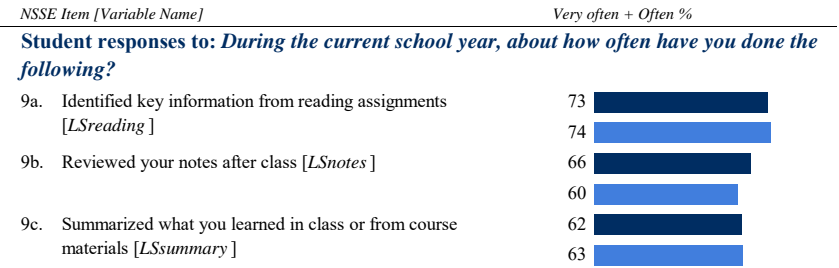 NSSE Item [Variable Name] Very often + Often %
Student responses to: During the current school year, about how often have you done the
following?
9a. Identified key information from reading assignments 73
[LSreading ] 74
9b. Reviewed your notes after class [LSnotes ] 66
60
9c. Summarized what you learned in class or from course 62
materials [LSsummary ] 63